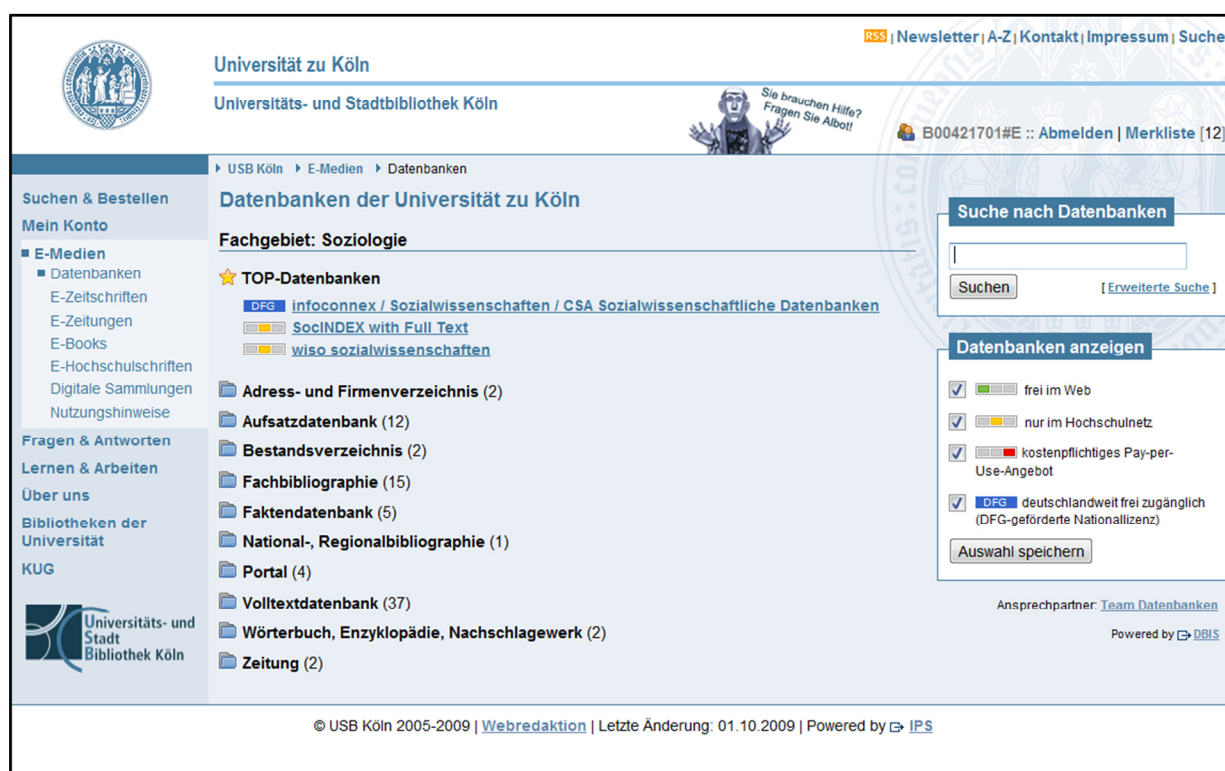 RSS | Newsletter | A-Z | Kontakt | Impressum | Suche
Universität zu Köln
Universitäts- und Stadtbibliothek Köln
Sie brauchen Hilfe?
Fragen Sie Albot!
B00421701#E :: Abmelden | Merkliste [12]
USB Köln E-Medien Datenbanken
Suchen & Bestellen
Mein Konto
E-Medien
Datenbanken
E-Zeitschriften
E-Zeitungen
E-Books
E-Hochschulschriften
Digitale Sammlungen
Nutzungshinweise
Fragen & Antworten
Lernen & Arbeiten
Über uns
Bibliotheken der
Universität
KUG
Universitäts- und
Stadt
Bibliothek Köln
Datenbanken der Universität zu Köln
Fachgebiet: Soziologie
TOP-Datenbanken
DFG infoconnex / Sozialwissenschaften / CSA Sozialwissenschaftliche Datenbanken
SocINDEX with Full Text
wiso sozialwissenschaften
Adress- und Firmenverzeichnis (2)
Aufsatzdatenbank (12)
Bestandsverzeichnis (2)
Fachbibliographie (15)
Faktendatenbank (5)
National-, Regionalbibliographie (1)
Portal (4)
Volltextdatenbank (37)
Wörterbuch, Enzyklopädie, Nachschlagewerk (2)
Zeitung (2)
Suche nach Datenbanken
Suchen [ Erweiterte Suche ]
Datenbanken anzeigen
frei im Web
nur im Hochschulnetz
kostenpflichtiges Pay-per-
Use-Angebot
DFG deutschlandweit frei zugänglich
(DFG-geförderte Nationallizenz)
Auswahl speichern
Ansprechpartner: Team Datenbanken
Powered by DBIS
© USB Köln 2005-2009 | Webredaktion | Letzte Änderung: 01.10.2009 | Powered by IPS